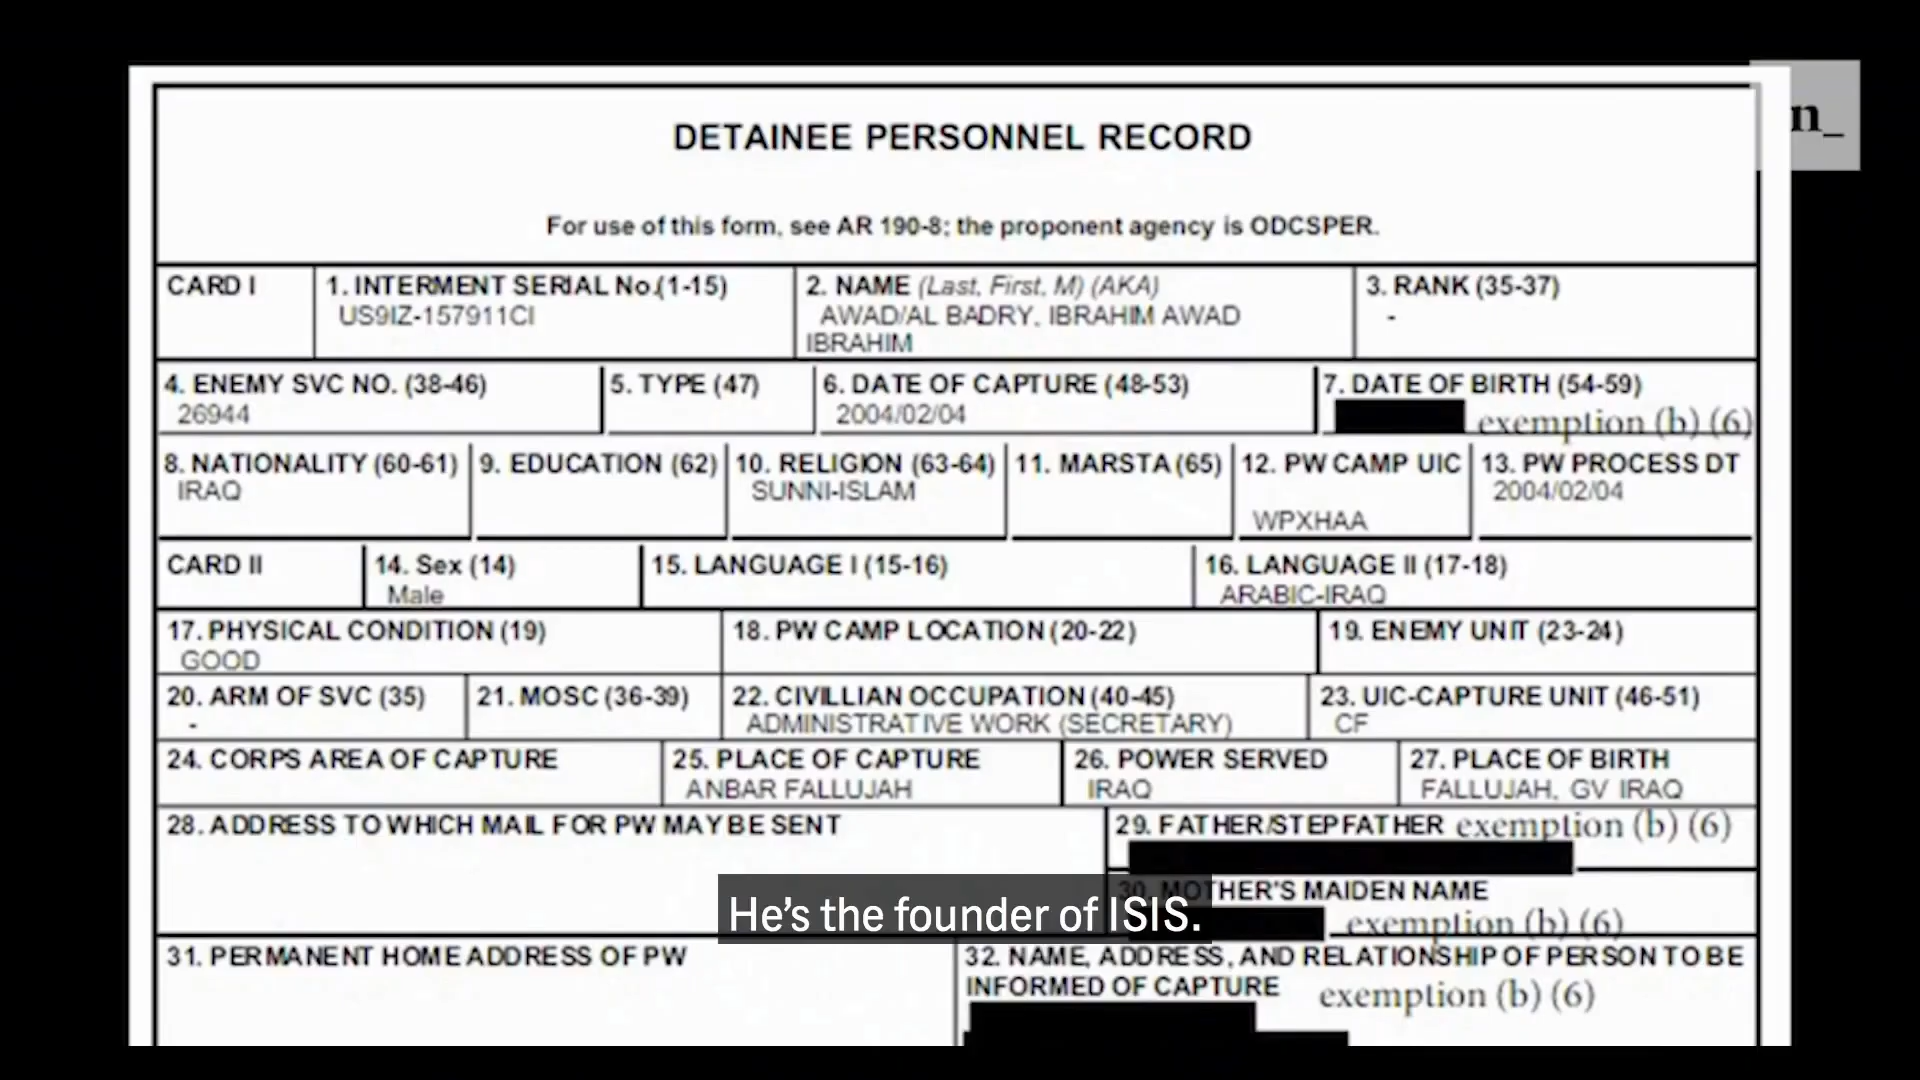 n_
DETAINEE PERSONNEL RECORD
For use of this form, see AR 190-8; the proponent agency is ODCSPER.
CARD I
1. INTERMENT SERIAL No.(1-15)
US9IZ-157911CI
2. NAME (Last, First, M) (AKA)
AWAD/AL BADRY, IBRAHIM AWAD
IBRAHIM
3. RANK (35-37)
-
4. ENEMY SVC NO. (38-46)
26944
5. TYPE (47)
6. DATE OF CAPTURE (48-53)
2004/02/04
7. DATE OF BIRTH (54-59)
exemption (b) (6)
8. NATIONALITY (60-61)
IRAQ
9. EDUCATION (62)
10. RELIGION (63-64)
SUNNI-ISLAM
11. MARSTA (65)
12. PW CAMP UIC
WPXHAA
13. PW PROCESS DT
2004/02/04
CARD II
14. Sex (14)
Male
15. LANGUAGE I (15-16)
16. LANGUAGE II (17-18)
ARABIC-IRAQ
17. PHYSICAL CONDITION (19)
GOOD
18. PW CAMP LOCATION (20-22)
19. ENEMY UNIT (23-24)
20. ARM OF SVC (35)
-
21. MOSC (36-39)
22. CIVILLIAN OCCUPATION (40-45)
ADMINISTRATIVE WORK (SECRETARY)
23. UIC-CAPTURE UNIT (46-51)
CF
24. CORPS AREA OF CAPTURE
25. PLACE OF CAPTURE
ANBAR FALLUJAH
26. POWER SERVED
IRAQ
27. PLACE OF BIRTH
FALLUJAH, GV IRAQ
28. ADDRESS TO WHICH MAIL FOR PW MAY BE SENT
29. FATHER/STEPFATHER exemption (b) (6)
30. MOTHER'S MAIDEN NAME
exemption (b) (6)
He's the founder of ISIS.
31. PERMANENT HOME ADDRESS OF PW
32. NAME, ADDRESS, AND RELATIONSHIP OF PERSON TO BE
INFORMED OF CAPTURE exemption (b) (6)